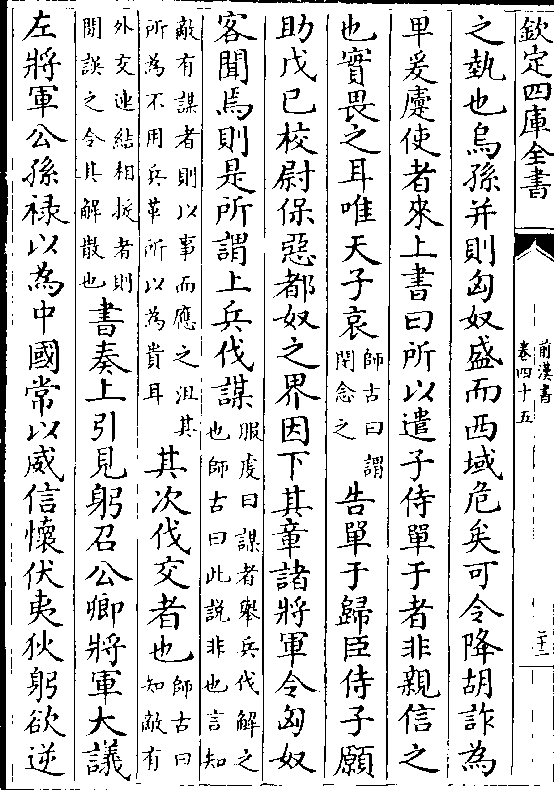 欽定四庫全書
前漢書
卷四十五
二十三
之埶也烏孫并則匈奴盛而西域危矣可令降胡詐為
卑爰疐使者來上書曰所以遣子侍單于者非親信之
也實畏之耳唯天子哀師古曰謂
閔念之告單于歸臣侍子願
助戊巳校尉保惡都奴之界因下其章諸將軍令匈奴
客聞焉則是所謂上兵伐謀服䖍曰謀者舉兵伐解之
也師古曰此説非也言知
敵有謀者則以事而應之沮其
所為不用兵革所以為貴耳其次伐交者也師古曰
知敵有
外交連結相援者則
間誤之令其解散也書奏上引見躬召公卿將軍大議
左將軍公孫祿以為中國常以威信懷伏夷狄躬欲逆